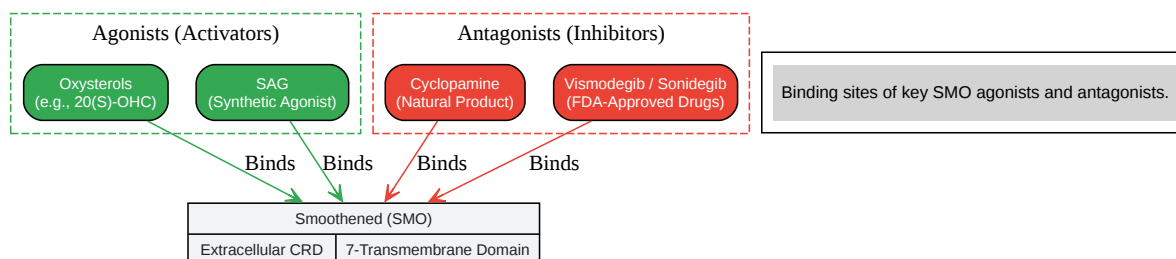 Agonists (Activators)
Antagonists (Inhibitors)
Oxysterols
(e.g., 20(S)-OHC)
SAG
(Synthetic Agonist)
Cyclopamine
(Natural Product)
Vismodegib / Sonidegib
(FDA-Approved Drugs)
Binding sites of key SMO agonists and antagonists.
Binds
Binds
Binds
Binds
Smoothened (SMO)
Extracellular CRD
7-Transmembrane Domain